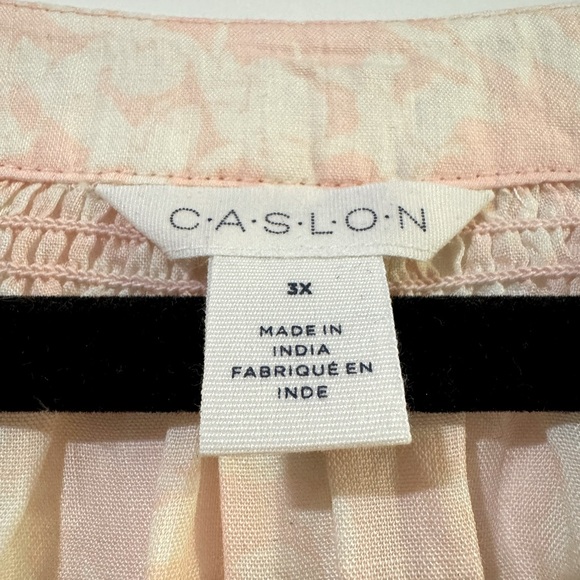 C·A·S·L·O·N
3X
MADE IN
INDIA
FABRIQUÉ EN
INDE